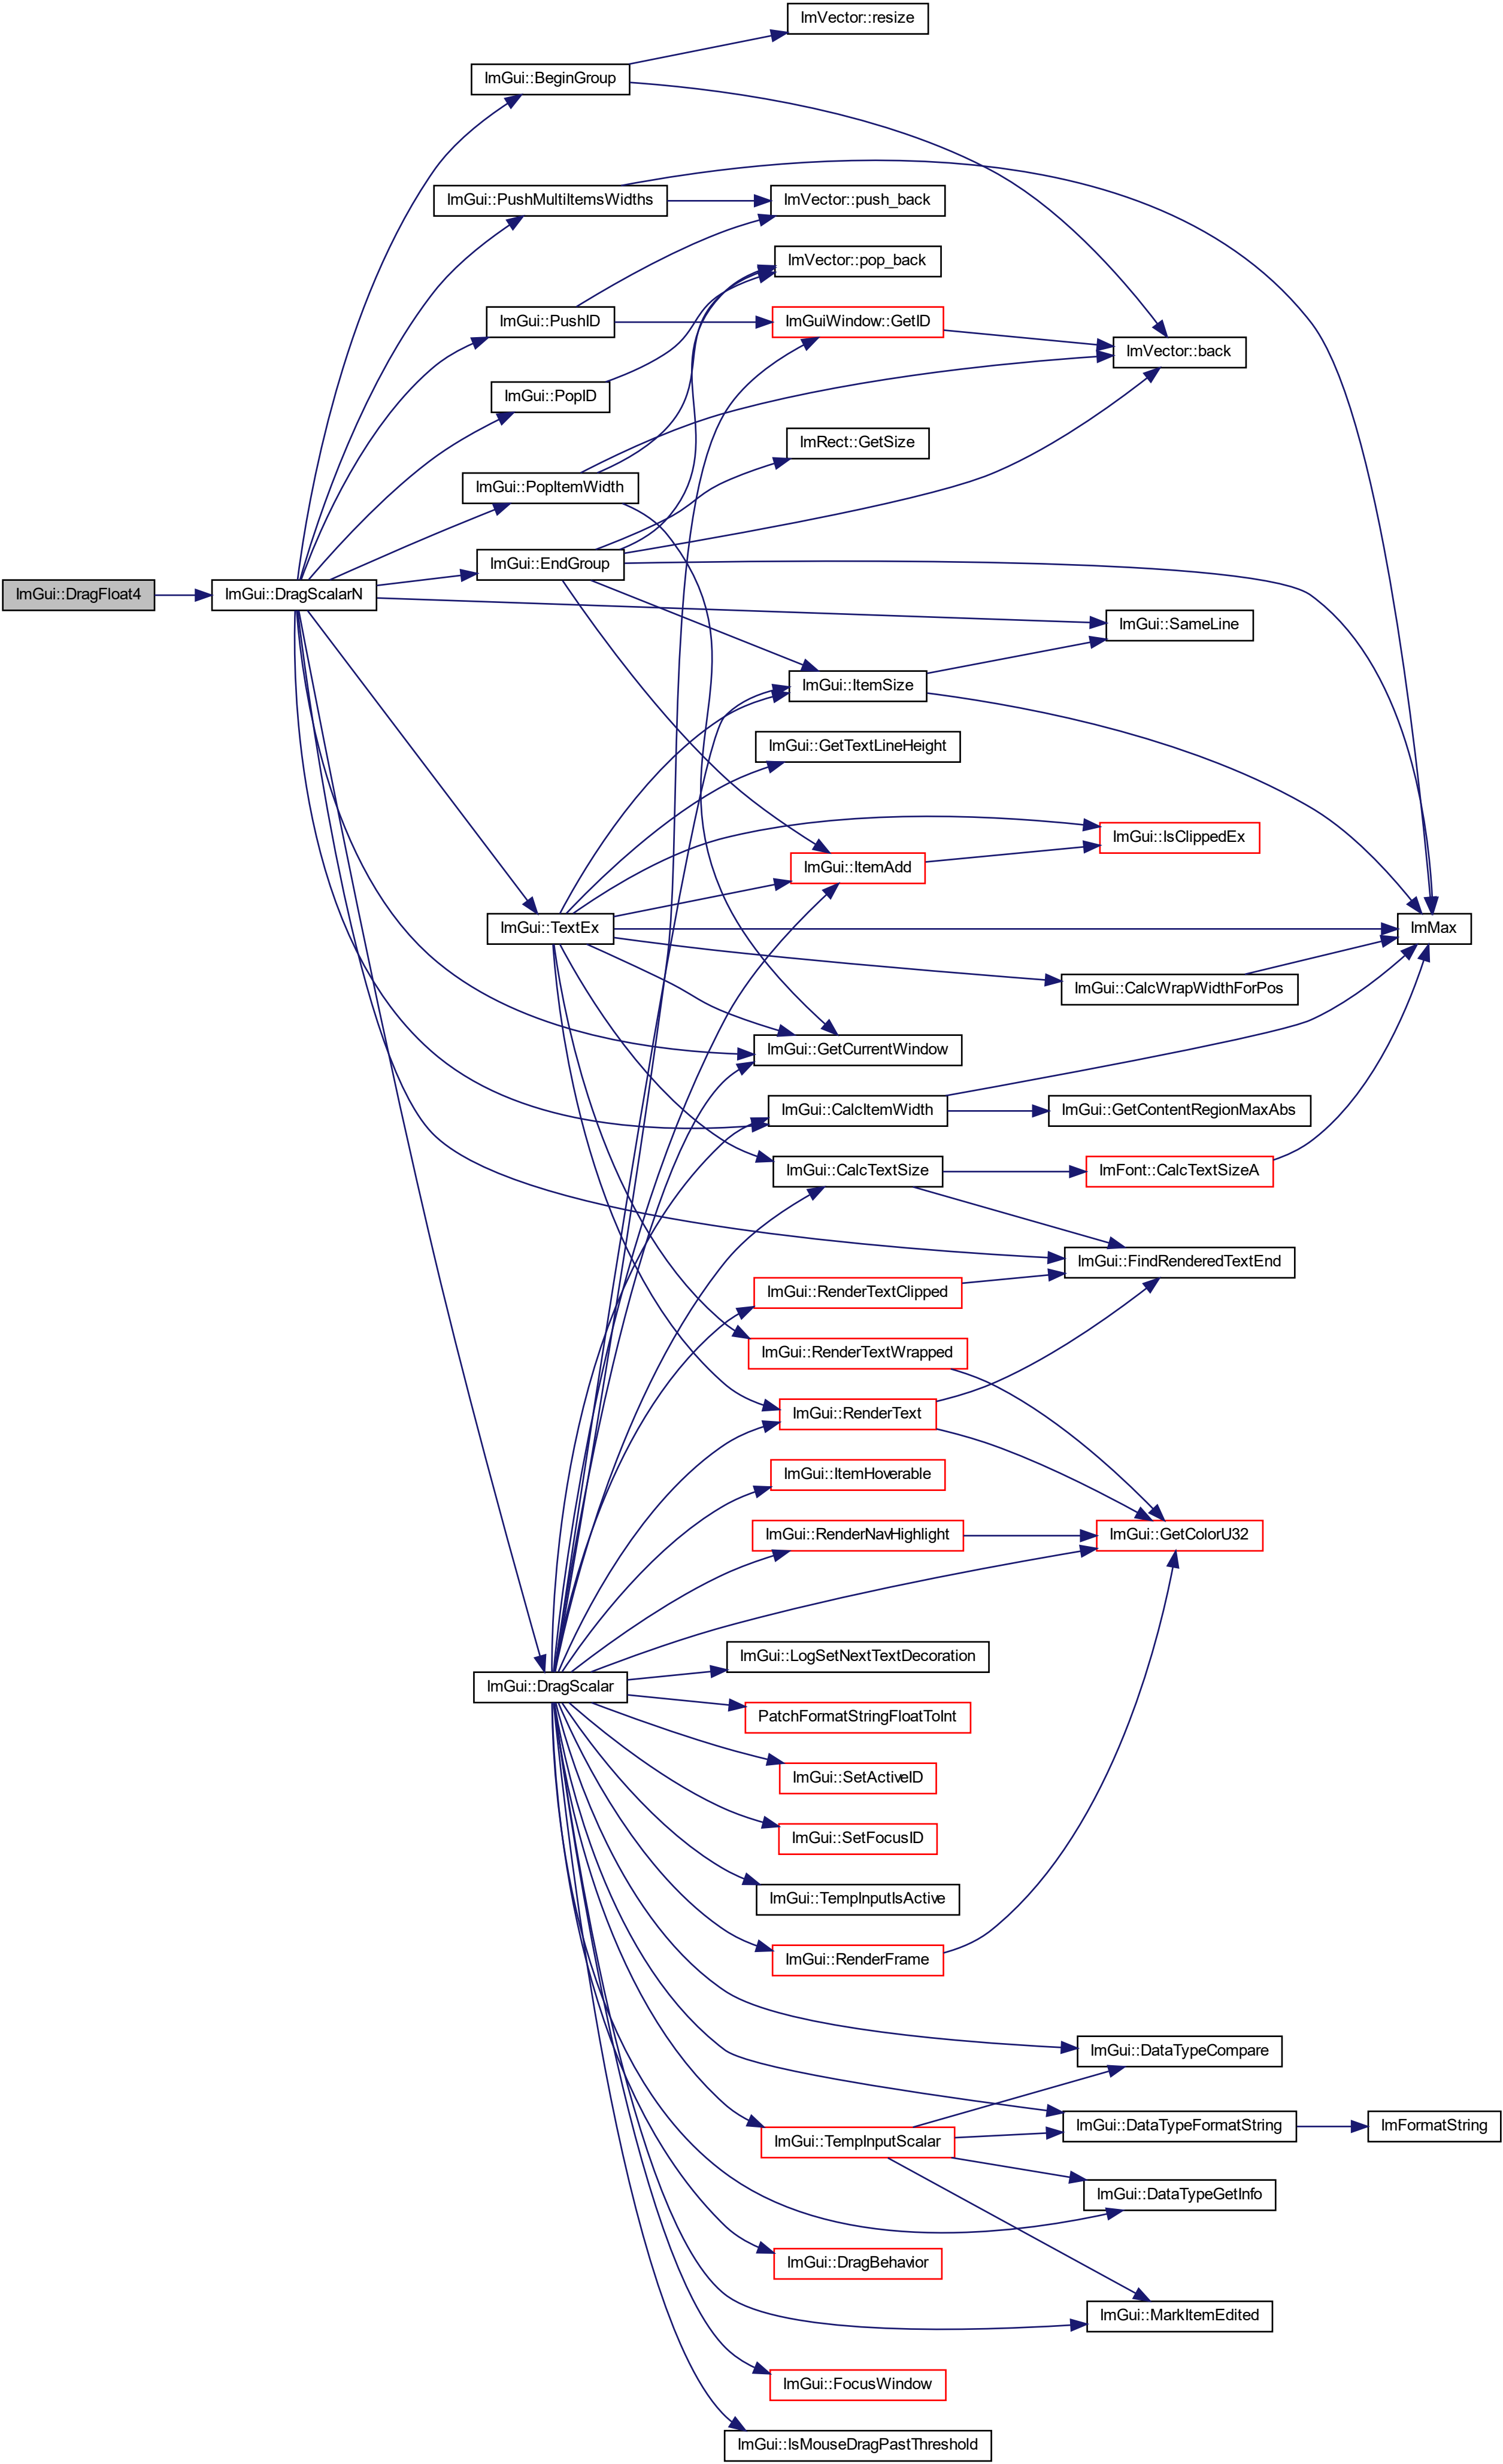 ImVector::resize
ImGui::BeginGroup
ImGui::PushMultiItemsWidths
ImVector::push_back
ImVector::pop_back
ImGui::PushID
ImGuiWindow::GetID
ImVector::back
ImGui::PopID
ImRect::GetSize
ImGui::PopItemWidth
ImGui::EndGroup
ImGui::DragFloat4
ImGui::DragScalarN
ImGui::SameLine
ImGui::ItemSize
ImGui::GetTextLineHeight
ImGui::IsClippedEx
ImGui::ItemAdd
ImGui::TextEx
ImMax
ImGui::CalcWrapWidthForPos
ImGui::GetCurrentWindow
ImGui::CalcItemWidth
ImGui::GetContentRegionMaxAbs
ImGui::CalcTextSize
ImFont::CalcTextSizeA
ImGui::FindRenderedTextEnd
ImGui::RenderTextClipped
ImGui::RenderTextWrapped
ImGui::RenderText
ImGui::ItemHoverable
ImGui::RenderNavHighlight
ImGui::GetColorU32
ImGui::LogSetNextTextDecoration
ImGui::DragScalar
PatchFormatStringFloatToInt
ImGui::SetActiveID
ImGui::SetFocusID
ImGui::TempInputIsActive
ImGui::RenderFrame
ImGui::DataTypeCompare
ImGui::DataTypeFormatString
ImFormatString
ImGui::TempInputScalar
ImGui::DataTypeGetInfo
ImGui::DragBehavior
ImGui::MarkItemEdited
ImGui::FocusWindow
ImGui::IsMouseDragPastThreshold